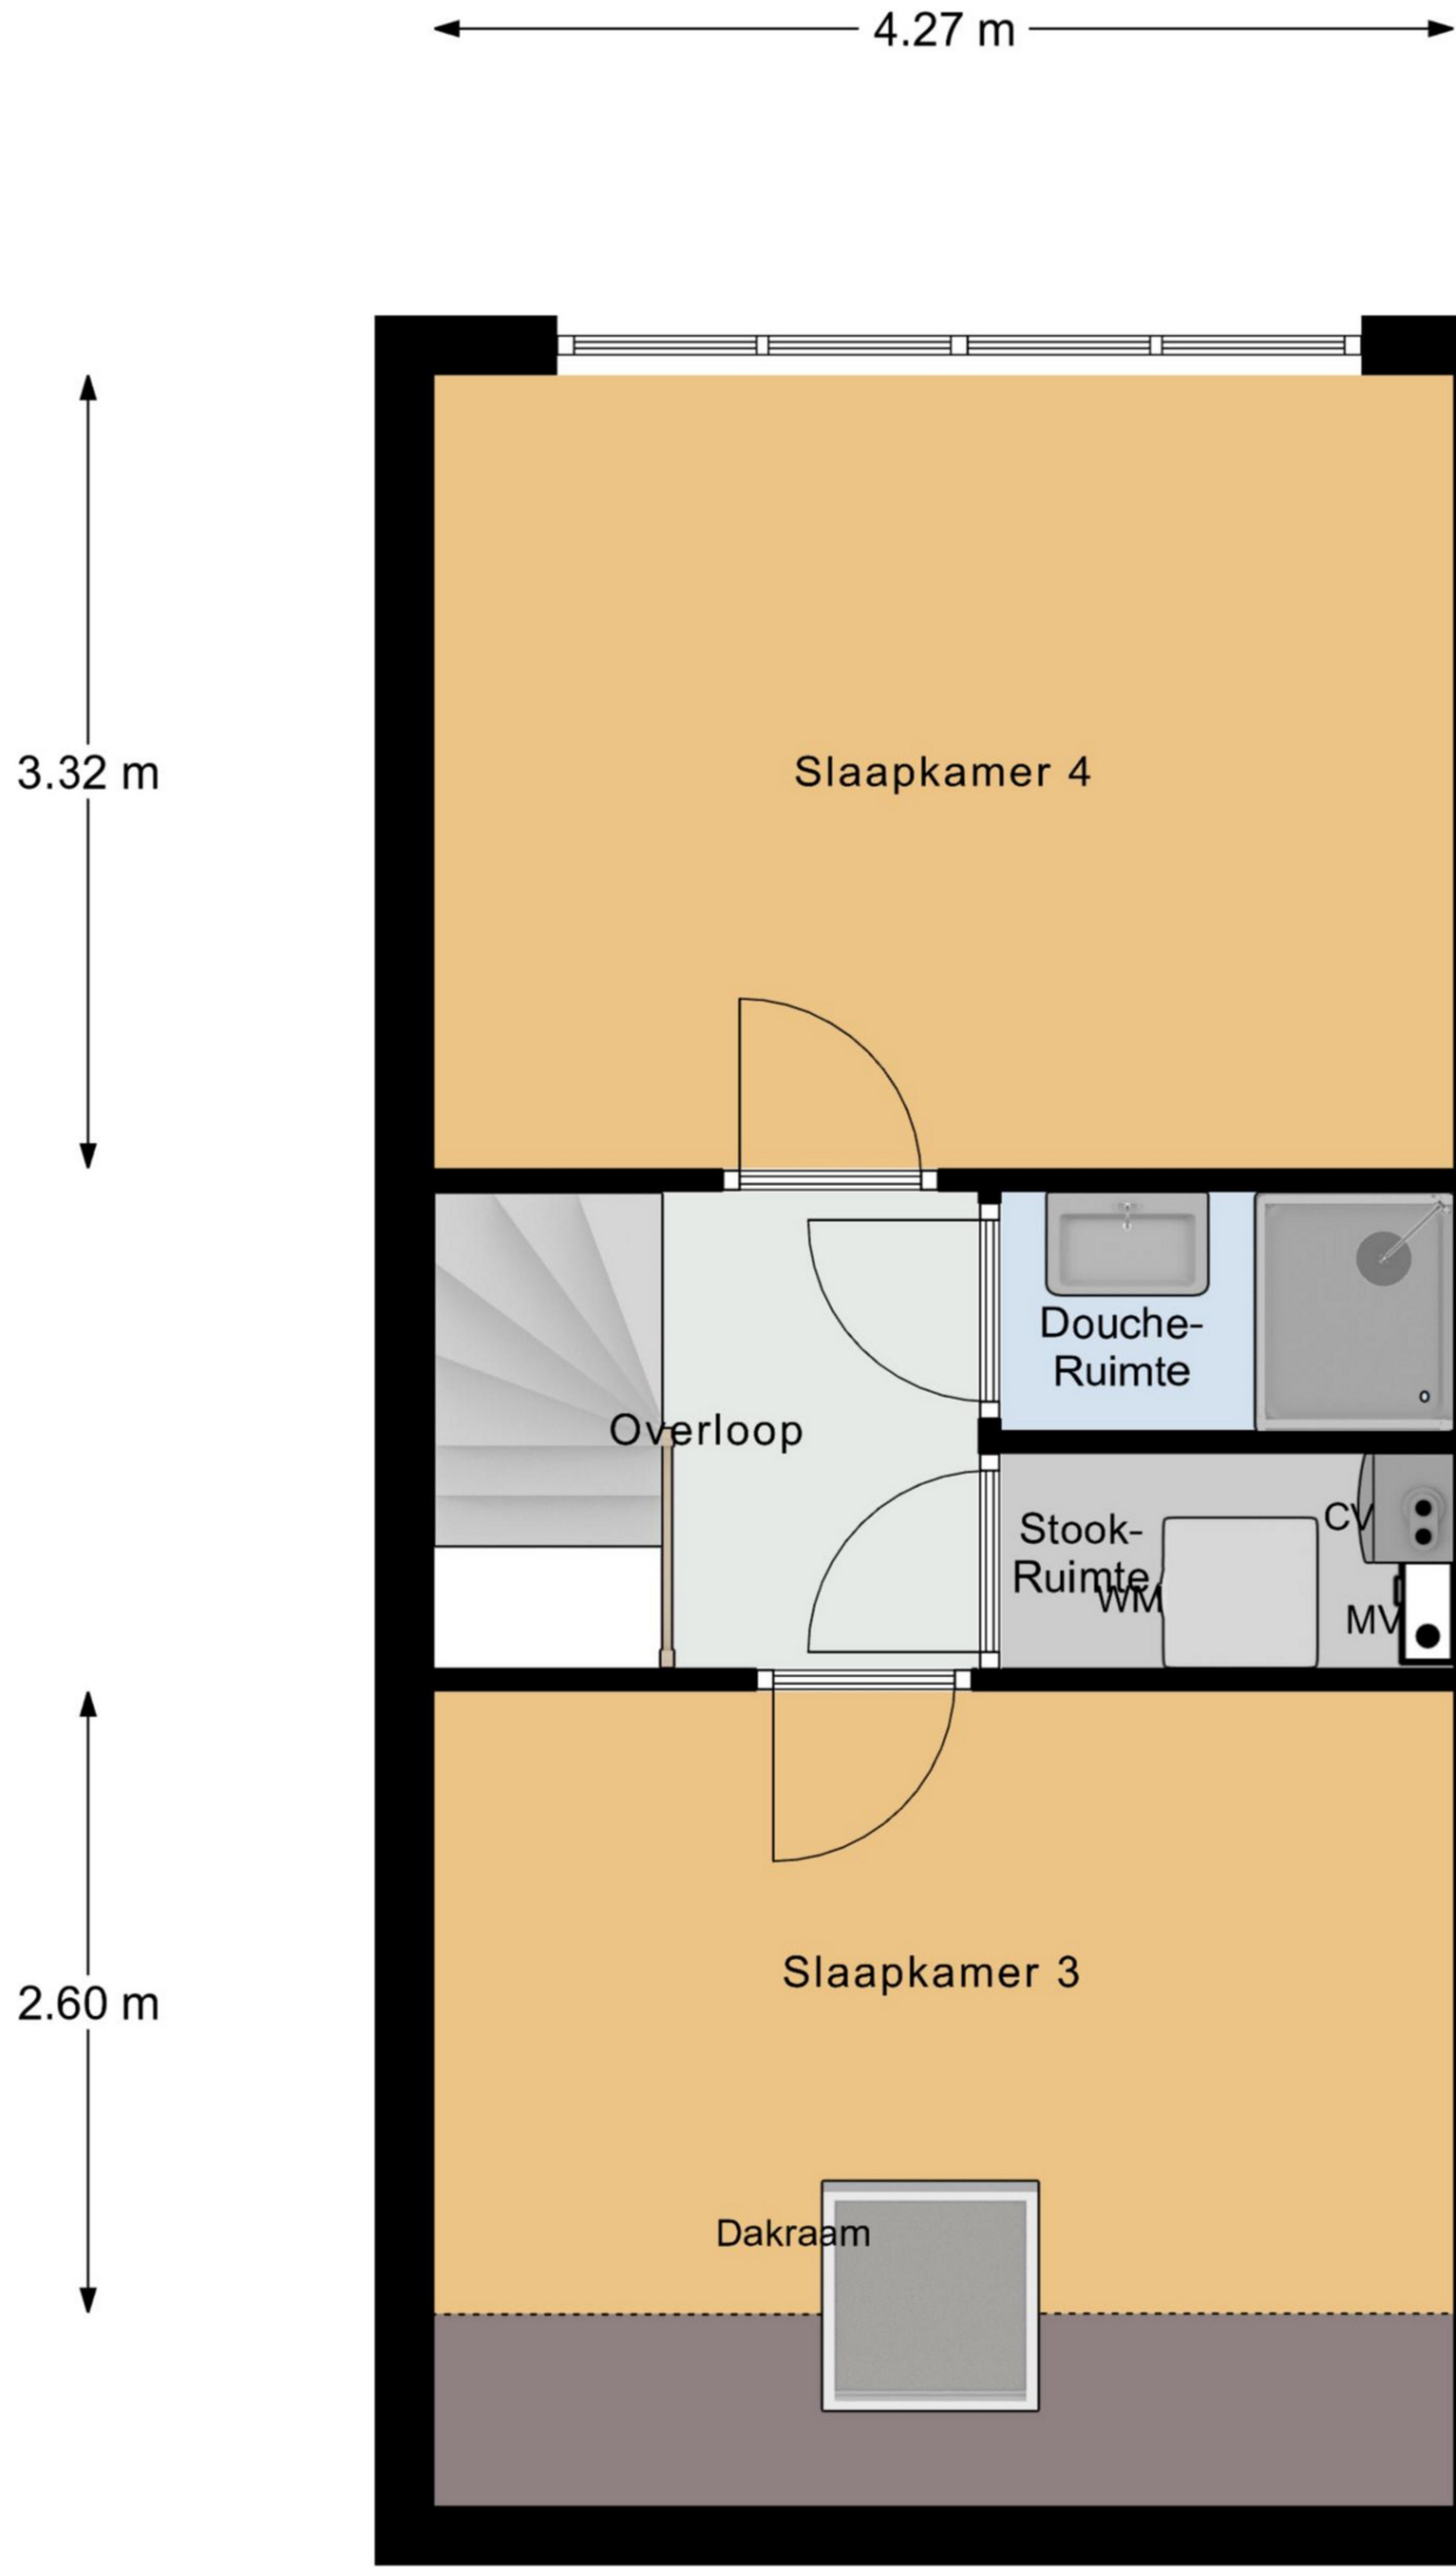 4.27 m
3.32 m
Slaapkamer 4
Douche-
Ruimte
Overloop
Stook-
Ruimte
CV
WM
MV
Slaapkamer 3
2.60 m
Dakraam